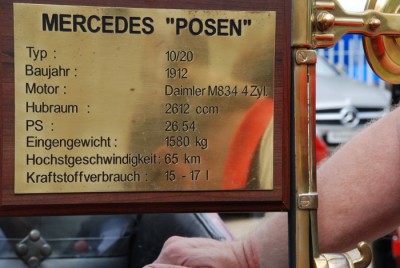 MERCEDES "POSEN"
Typ : 10/20
Baujahr : 1912
Motor : Daimler M834 4 Zyl.
Hubraum : 2612 ccm
PS : 26.54
Eingengewicht : 1580 kg
Hochstgeschwindigkeit : 65 km
Kraftstoffverbrauch : 15 - 17 l